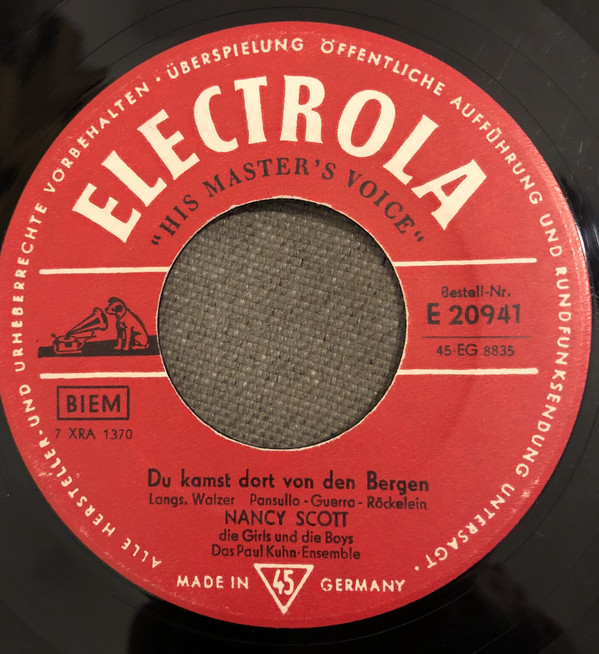 ALLE HERSTELLER-UND URHEBERRECHTE VORBEHALTEN · ÜBERSPIELUNG ÖFFENTLICHE AUFFÜHRUNG UND RUNDFUNKSENDUNG UNTERSAGT ·
ELECTROLA
"HIS MASTER'S VOICE"
Bestell-Nr.
E 20941
45-EG 8835
BIEM
7 XRA 1370
Du kamst dort von den Bergen
Langs. Walzer Pansullo - Guerra - Röckelein
NANCY SCOTT
die Girls und die Boys
Das Paul Kuhn-Ensemble
MADE IN 45 GERMANY